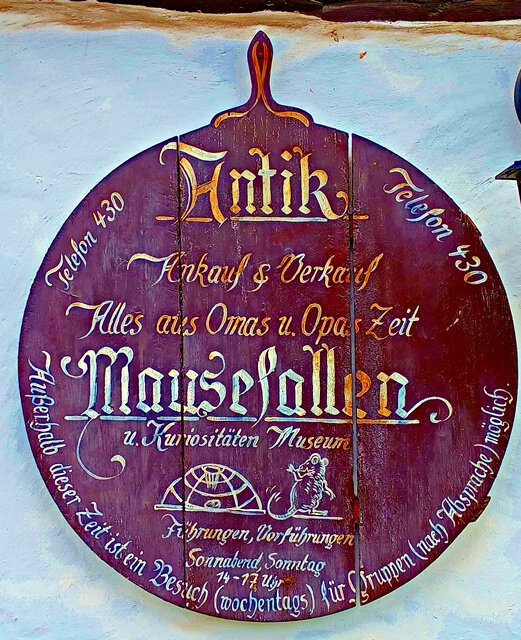 Antik
Telefon 430
Telefon 430
Ankauf & Verkauf
Alles aus Omas u. Opas Zeit
Mausefallen
u. Kuriositäten Museum
Führungen, Vorführungen
Sonnabend, Sonntag
14-17 Uhr
Außerhalb dieser Zeit ist ein Besuch (wochentags) für Gruppen (nach Absprache) möglich.